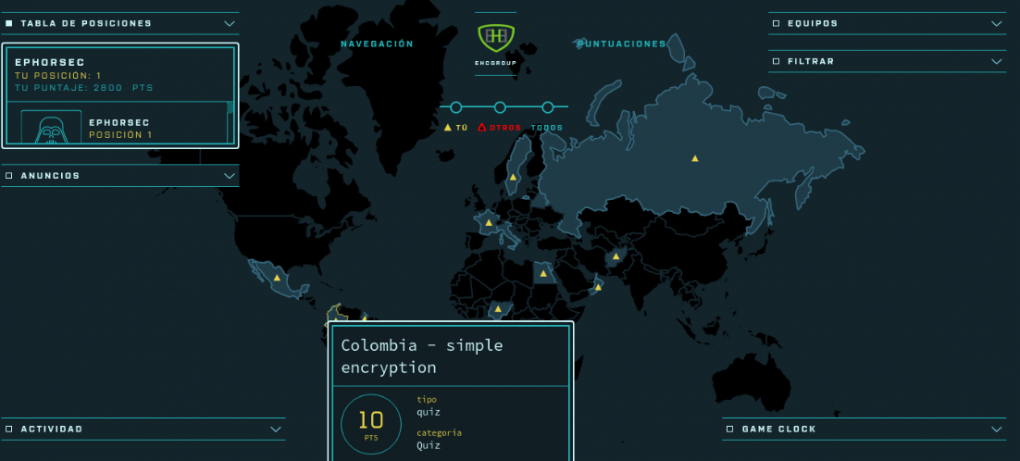 TABLA DE POSICIONES
EPHORSEC
TU POSICIÓN: 1
TU PUNTAJE: 2800 PTS
EPHORSEC
POSICIÓN 1
ANUNCIOS
NAVEGACIÓN
EHCGROUP
PUNTUACIONES
TÚ OTROS TODOS
EQUIPOS
FILTRAR
Colombia - simple
encryption
10
PTS
tipo
quiz
categoría
Quiz
ACTIVIDAD
GAME CLOCK